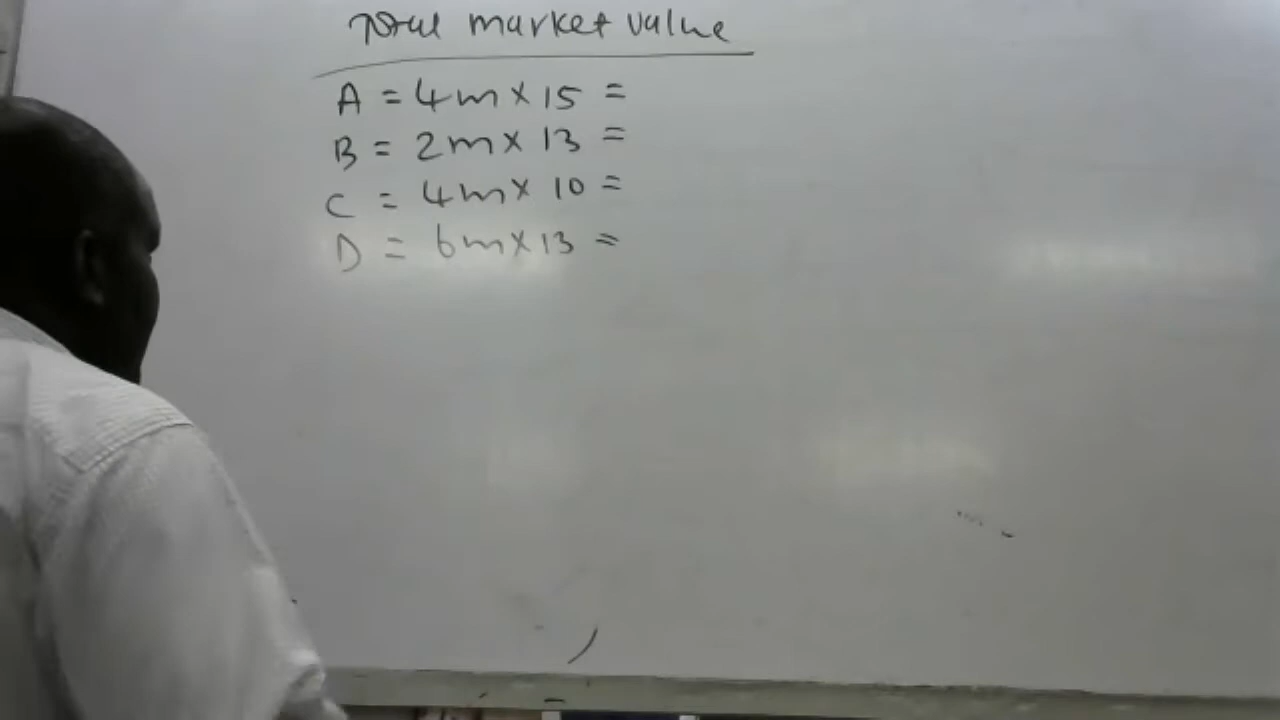 Total market value
A = 4m x 15 =
B = 2m x 13 =
C = 4m x 10 =
D = 6m x 13 =